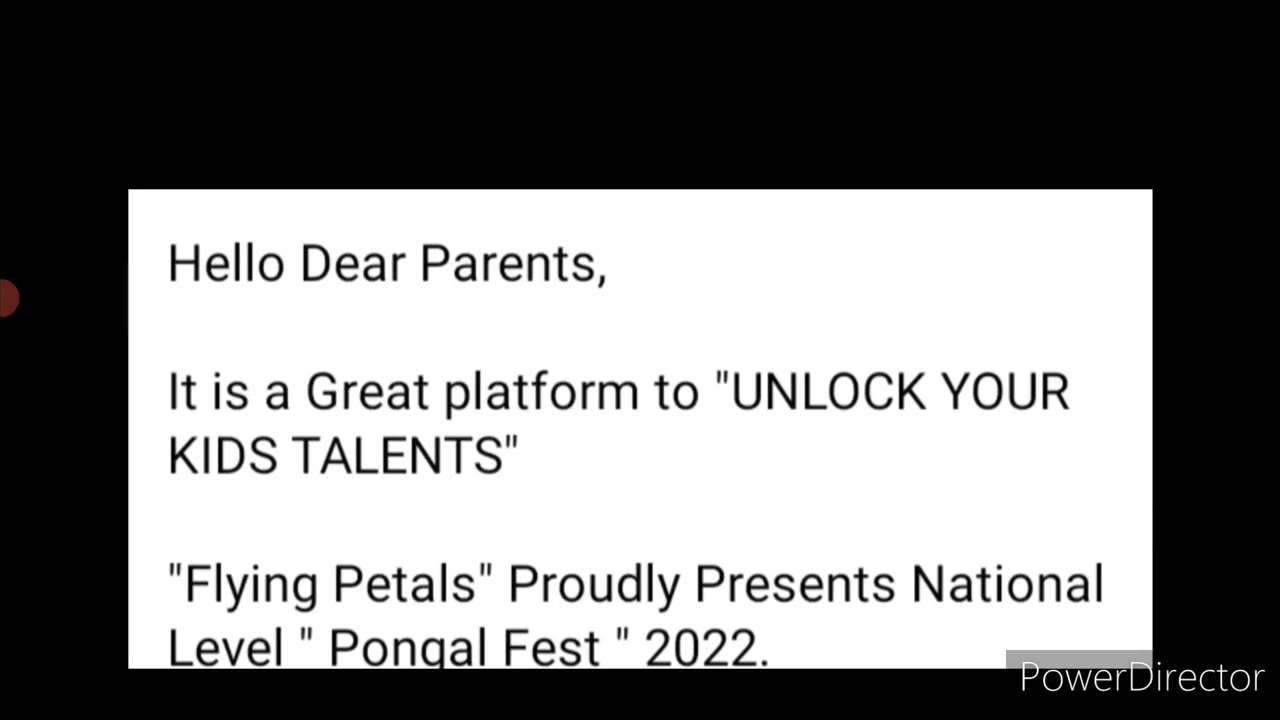 Hello Dear Parents,
It is a Great platform to "UNLOCK YOUR
KIDS TALENTS"
"Flying Petals" Proudly Presents National
Level " Pongal Fest " 2022.
PowerDirector